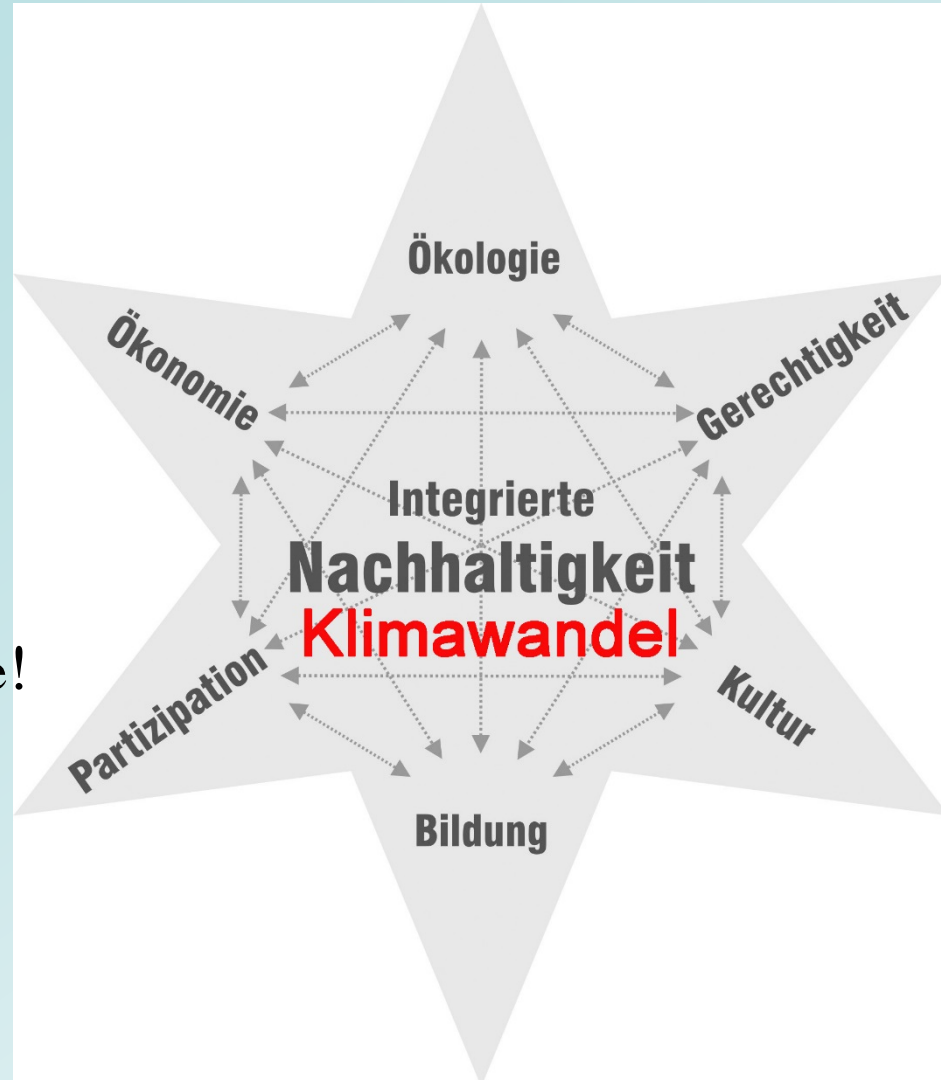 Ökologie
Ökonomie
Gerechtigkeit
Integrierte
Nachhaltigkeit
Klimawandel
Partizipation
Kultur
Bildung